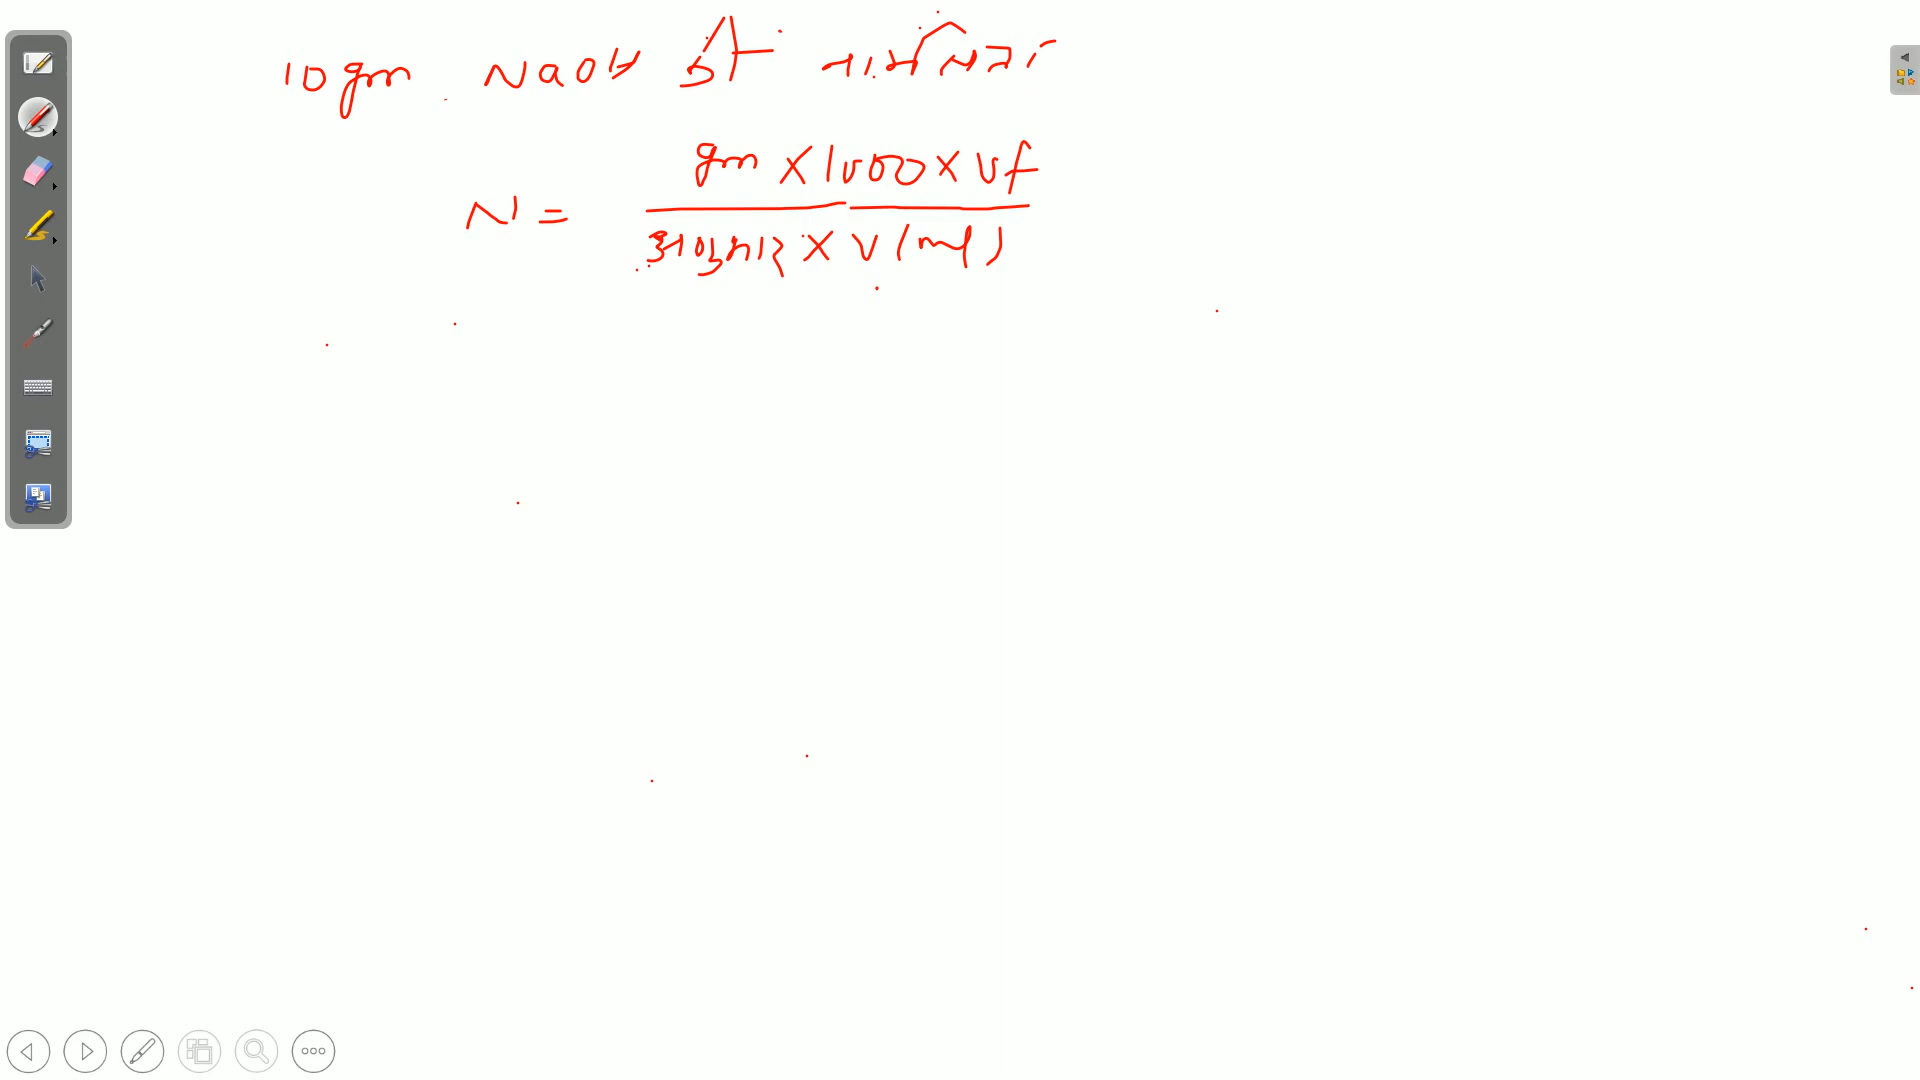 10 gm NaOH की नार्मलता
N =
gm X 1000 X Vf
अणुभार X V (ml)